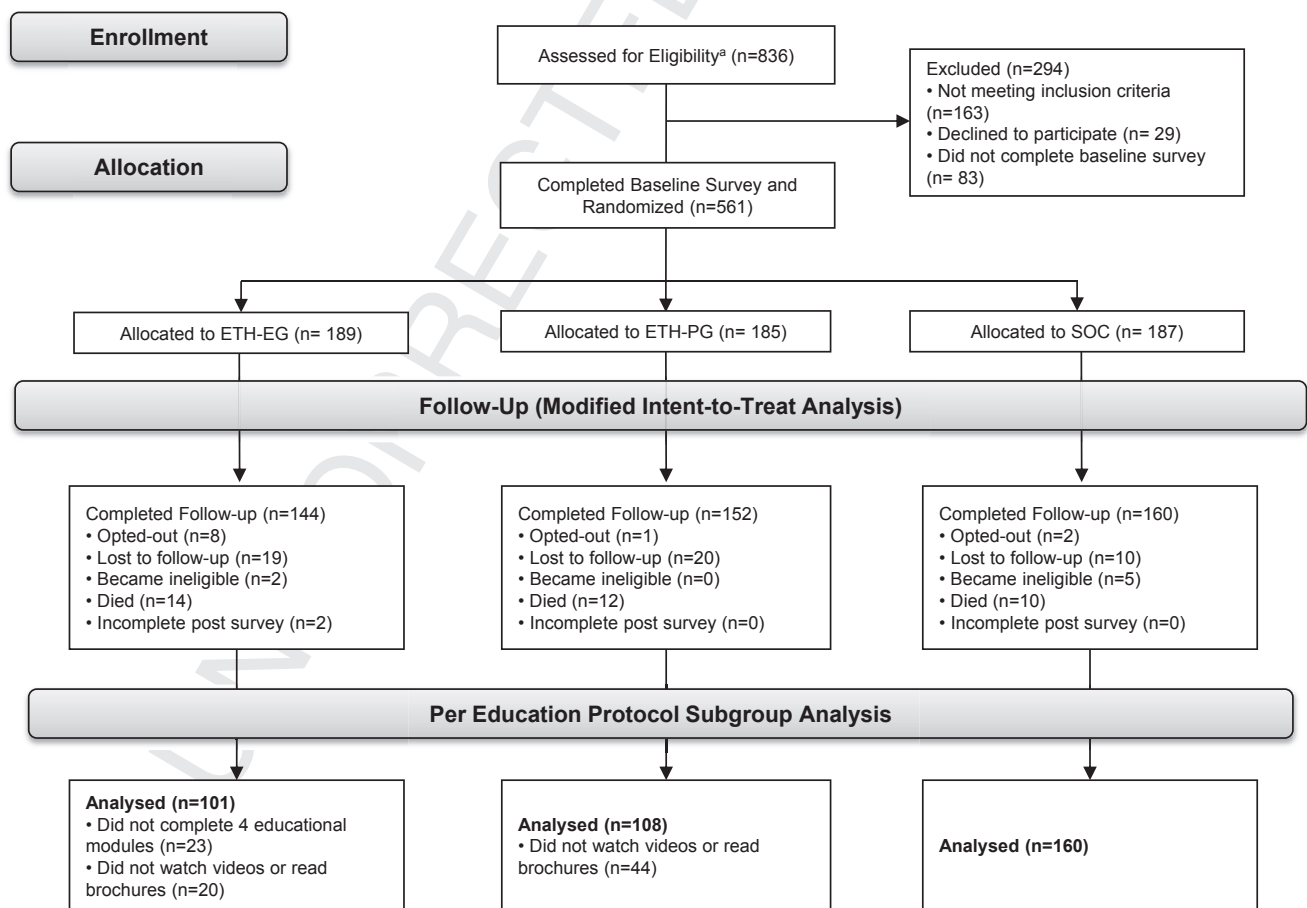 Enrollment
Assessed for Eligibilityᵃ (n=836)
Excluded (n=294)
• Not meeting inclusion criteria
(n=163)
• Declined to participate (n= 29)
• Did not complete baseline survey
(n= 83)
Allocation
Completed Baseline Survey and
Randomized (n=561)
Allocated to ETH-EG (n= 189)
Allocated to ETH-PG (n= 185)
Allocated to SOC (n= 187)
Follow-Up (Modified Intent-to-Treat Analysis)
Completed Follow-up (n=144)
• Opted-out (n=8)
• Lost to follow-up (n=19)
• Became ineligible (n=2)
• Died (n=14)
• Incomplete post survey (n=2)
Completed Follow-up (n=152)
• Opted-out (n=1)
• Lost to follow-up (n=20)
• Became ineligible (n=0)
• Died (n=12)
• Incomplete post survey (n=0)
Completed Follow-up (n=160)
• Opted-out (n=2)
• Lost to follow-up (n=10)
• Became ineligible (n=5)
• Died (n=10)
• Incomplete post survey (n=0)
Per Education Protocol Subgroup Analysis
Analysed (n=101)
• Did not complete 4 educational
modules (n=23)
• Did not watch videos or read
brochures (n=20)
Analysed (n=108)
• Did not watch videos or read
brochures (n=44)
Analysed (n=160)